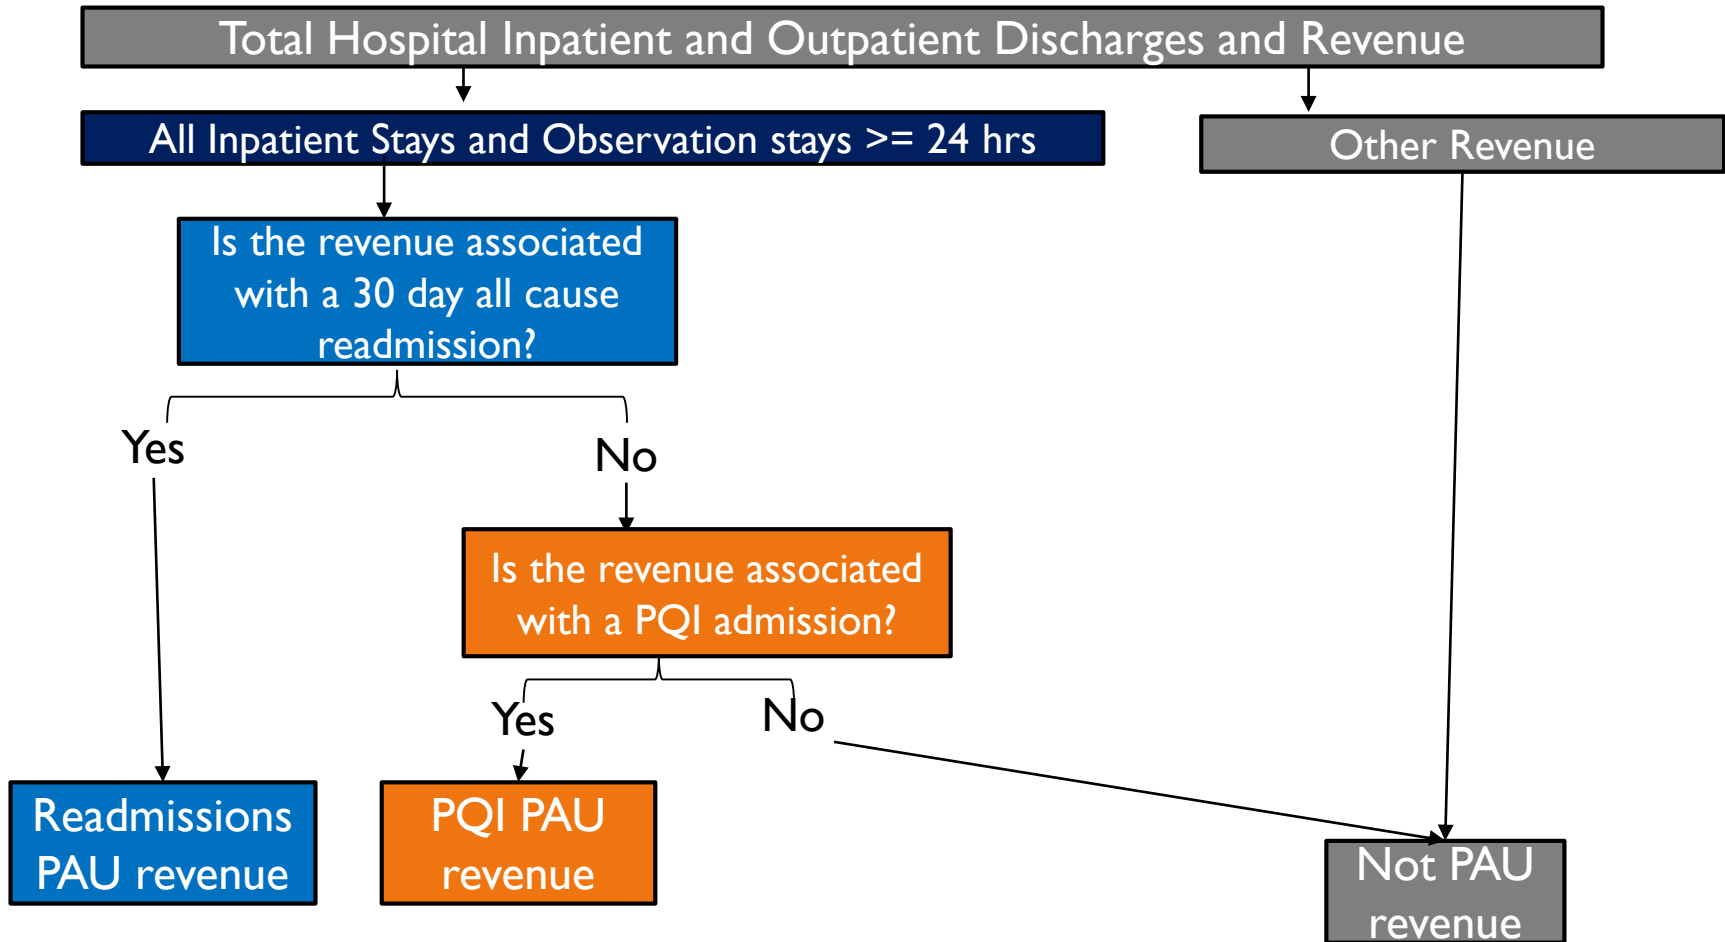 Total Hospital Inpatient and Outpatient Discharges and Revenue
All Inpatient Stays and Observation stays >= 24 hrs
Other Revenue
Is the revenue associated
with a 30 day all cause
readmission?
Yes
No
Is the revenue associated
with a PQI admission?
Yes
No
Readmissions
PAU revenue
PQI PAU
revenue
Not PAU
revenue